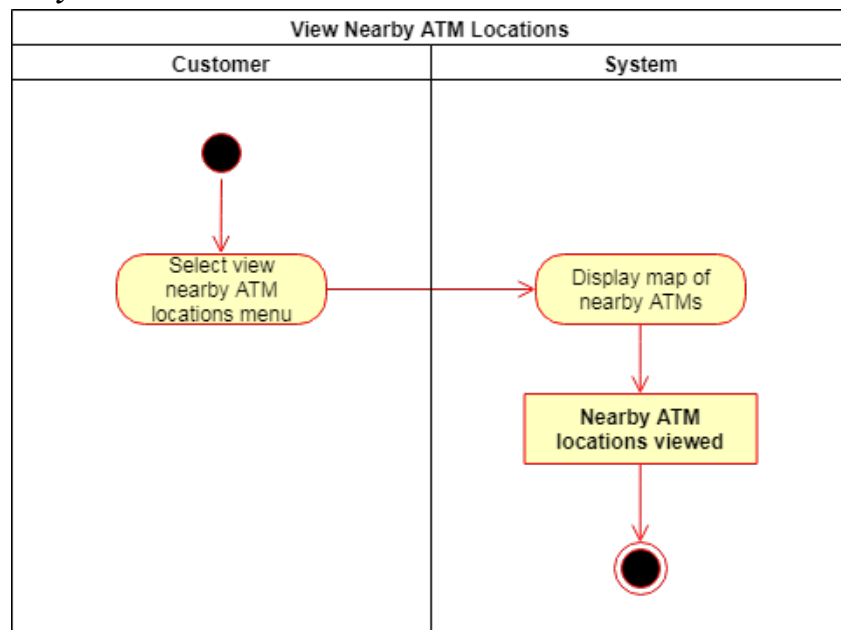 View Nearby ATM Locations
Customer
System
Select view
nearby ATM
locations menu
Display map of
nearby ATMs
Nearby ATM
locations viewed